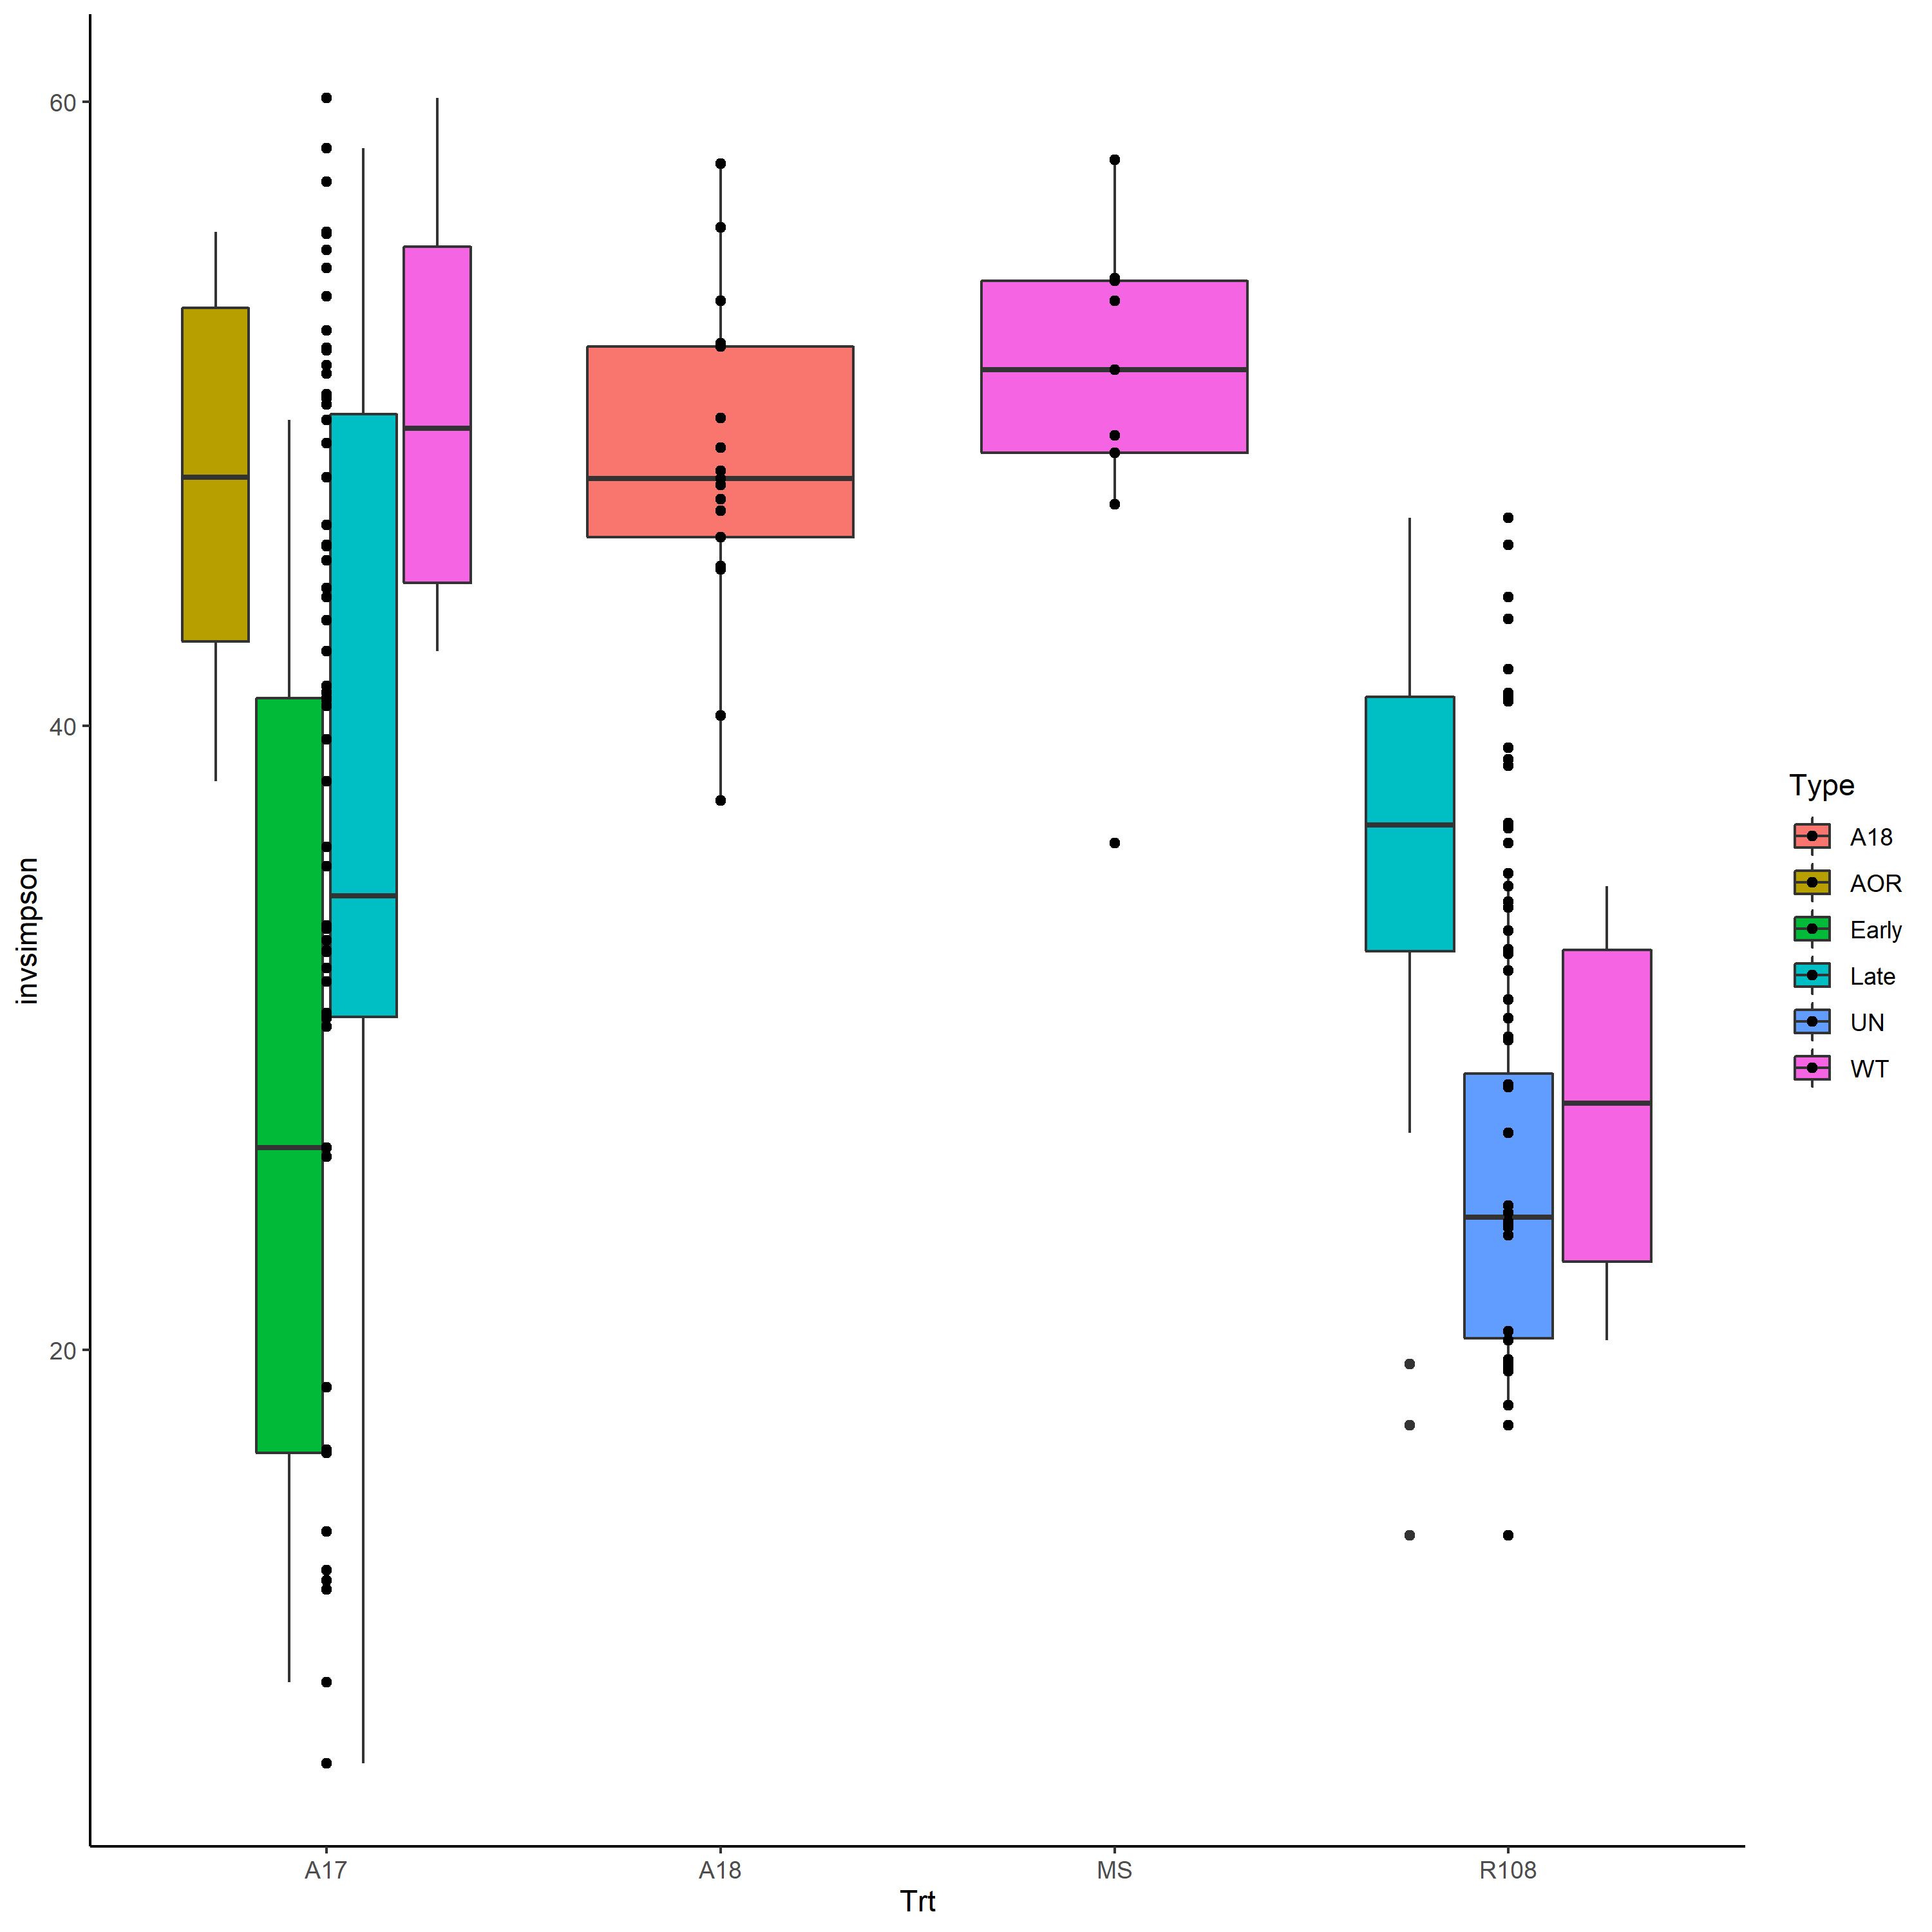 60
40
20
invsimpson
A17
A18
MS
R108
Trt
Type
A18
AOR
Early
Late
UN
WT